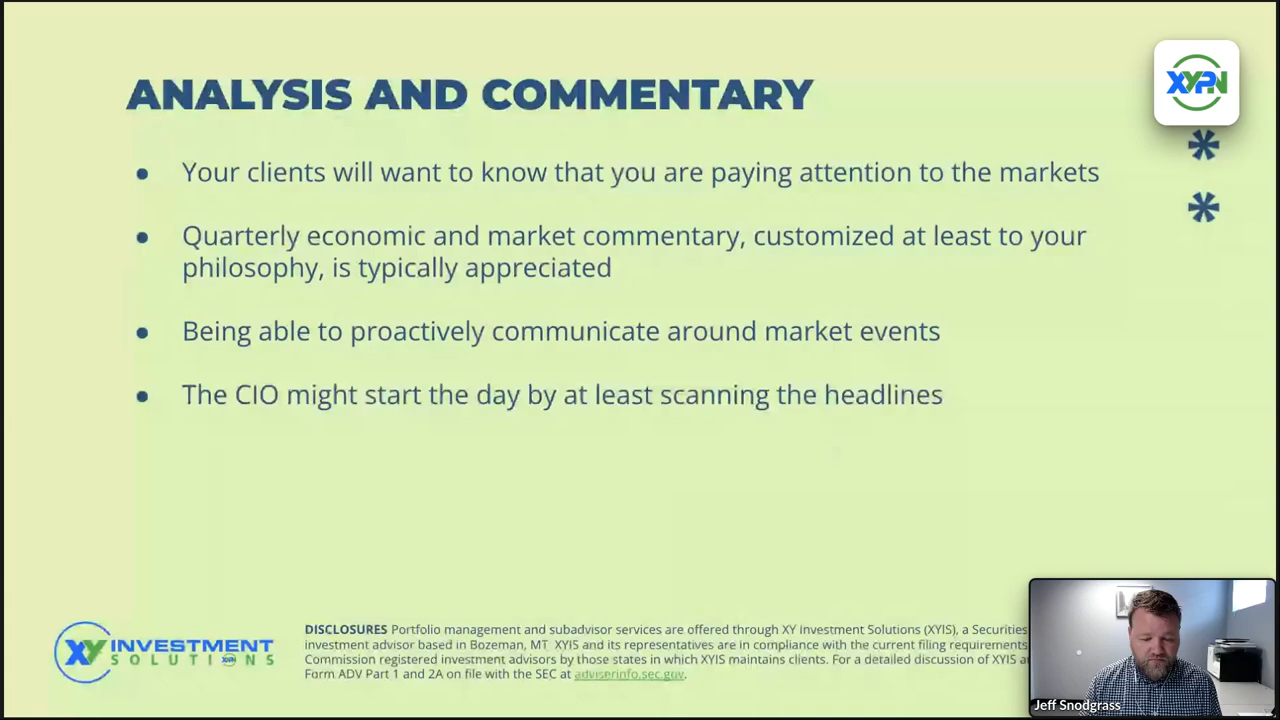 ANALYSIS AND COMMENTARY
XYPN
* 
*
● Your clients will want to know that you are paying attention to the markets
● Quarterly economic and market commentary, customized at least to your
philosophy, is typically appreciated
● Being able to proactively communicate around market events
● The CIO might start the day by at least scanning the headlines
XY INVESTMENT
SOLUTIONS
DISCLOSURES Portfolio management and subadvisor services are offered through XY Investment Solutions (XYIS), a Securities
investment advisor based in Bozeman, MT. XYIS and its representatives are in compliance with the current filing requirements
Commission registered investment advisors by those states in which XYIS maintains clients. For a detailed discussion of XYIS
Form ADV Part 1 and 2A on file with the SEC at adviserinfo.sec.gov.
Jeff Snodgrass